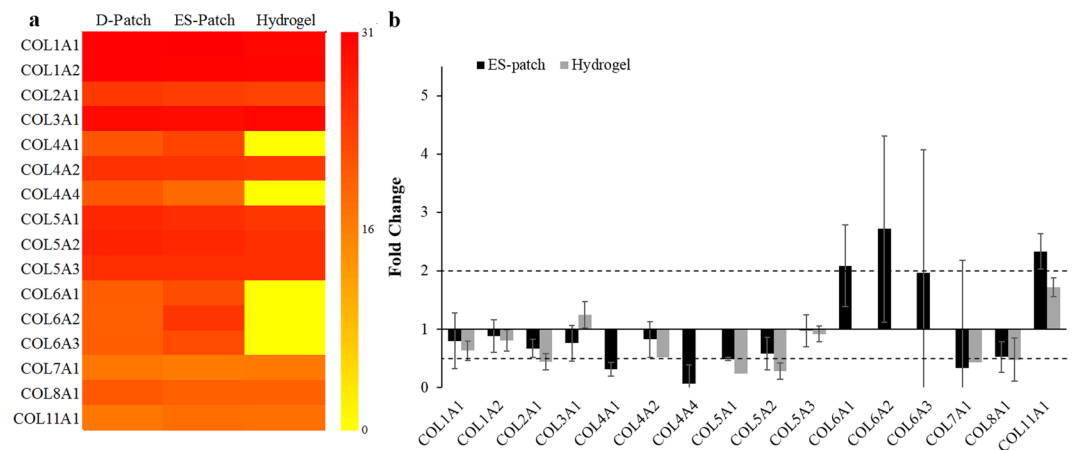 a
D-Patch ES-Patch Hydrogel
COL1A1
COL1A2
COL2A1
COL3A1
COL4A1
COL4A2
COL4A4
COL5A1
COL5A2
COL5A3
COL6A1
COL6A2
COL6A3
COL7A1
COL8A1
COL11A1
31
16
0
b
ES-patch Hydrogel
Fold Change
5
4
3
2
1
0
COL1A1
COL1A2
COL2A1
COL3A1
COL4A1
COL4A2
COL4A4
COL5A1
COL5A2
COL5A3
COL6A1
COL6A2
COL6A3
COL7A1
COL8A1
COL11A1